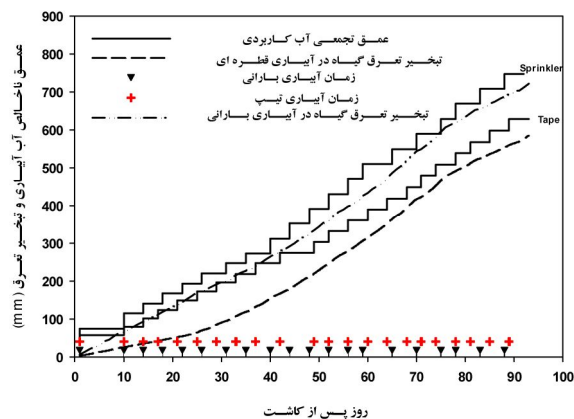 900
800
700
600
500
400
300
200
100
0
عمق ناخالص آب آبیاری و تبخیر تعرق (mm)
عمق تجمعی آب کاربردی
تبخیر تعرق گیاه در آبیاری قطره ای
زمان آبیاری بارانی
زمان آبیاری تیپ
تبخیر تعرق گیاه در آبیاری بارانی
Sprinkler
Tape
0 10 20 30 40 50 60 70 80 90 100
روز پس از کاشت